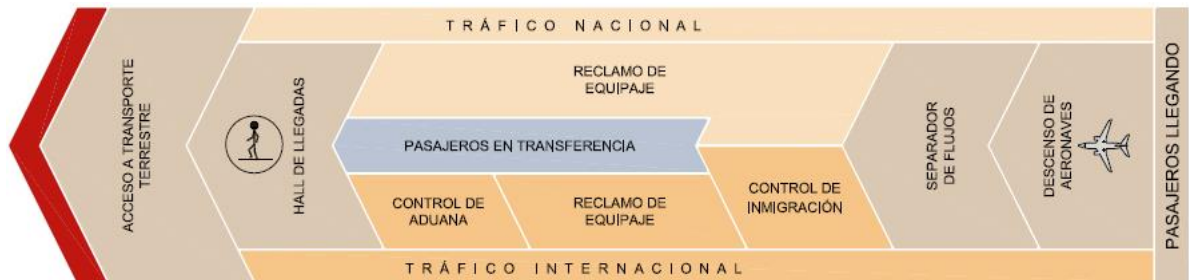 TRÁFICO NACIONAL
ACCESO A TRANSPORTE
TERRESTRE
HALL DE LLEGADAS
RECLAMO DE
EQUIPAJE
PASAJEROS EN TRANSFERENCIA
CONTROL DE
ADUANA
RECLAMO DE
EQUIPAJE
CONTROL DE
INMIGRACIÓN
SEPARADOR
DE FLUJOS
DESCENSO DE
AERONAVES
PASAJEROS LLEGANDO
TRÁFICO INTERNACIONAL